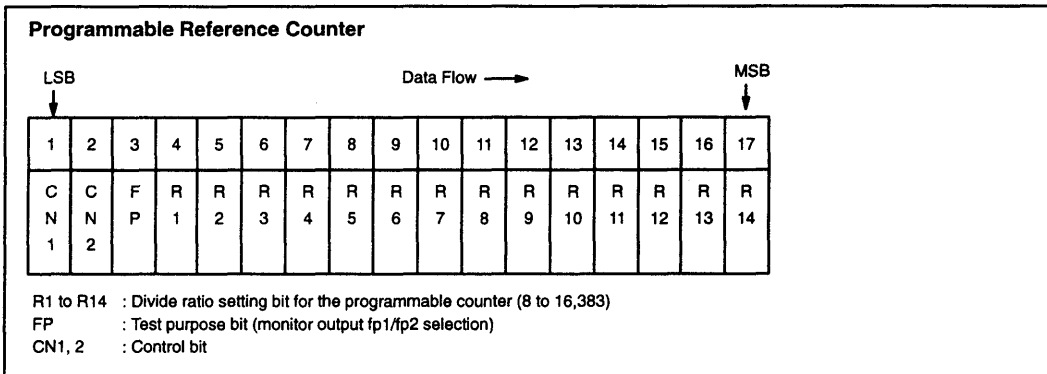 Programmable Reference Counter
LSB Data Flow MSB
1 2 3 4 5 6 7 8 9 10 11 12 13 14 15 16 17
C C F R R R R R R R R R R R R R R
N N P 1 2 3 4 5 6 7 8 9 10 11 12 13 14
1 2
R1 to R14 : Divide ratio setting bit for the programmable counter (8 to 16,383)
FP : Test purpose bit (monitor output fp1/fp2 selection)
CN1, 2 : Control bit